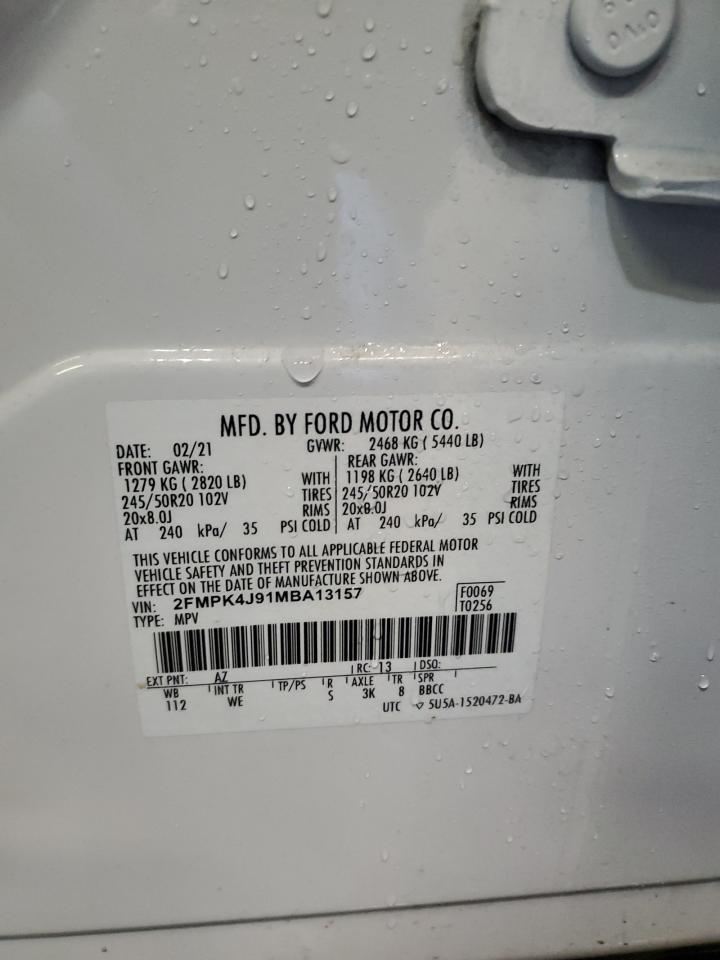 MFD. BY FORD MOTOR CO.
DATE: 02/21 GVWR: 2468 KG ( 5440 LB)
FRONT GAWR: REAR GAWR:
1279 KG ( 2820 LB) WITH 1198 KG ( 2640 LB) WITH
245/50R20 102V TIRES 245/50R20 102V TIRES
20x8.0J RIMS 20x8.0J RIMS
AT 240 kPa/ 35 PSI COLD AT 240 kPa/ 35 PSI COLD
THIS VEHICLE CONFORMS TO ALL APPLICABLE FEDERAL MOTOR
VEHICLE SAFETY AND THEFT PREVENTION STANDARDS IN
EFFECT ON THE DATE OF MANUFACTURE SHOWN ABOVE.
VIN: 2FMPK4J91MBA13157 F0069
TYPE: MPV T0256
EXT PNT: AZ RC: 13 DSO:
WB INT TR TP/PS R AXLE TR SPR
112 WE S 3K 8 BBCC
UTC 5U5A-1520472-BA